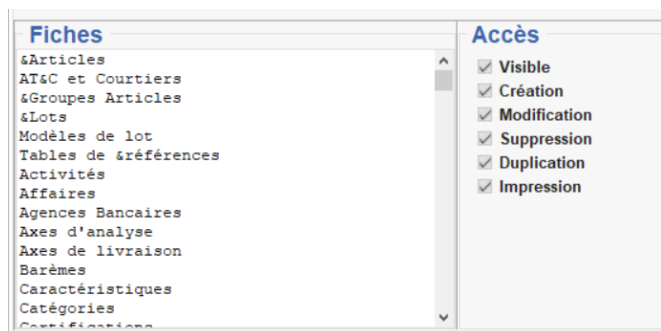 Fiches
&Articles
AT&C et Courtiers
&Groupes Articles
&Lots
Modèles de lot
Tables de &références
Activités
Affaires
Agences Bancaires
Axes d'analyse
Axes de livraison
Barèmes
Caractéristiques
Catégories
Certifications
Accès
Visible
Création
Modification
Suppression
Duplication
Impression